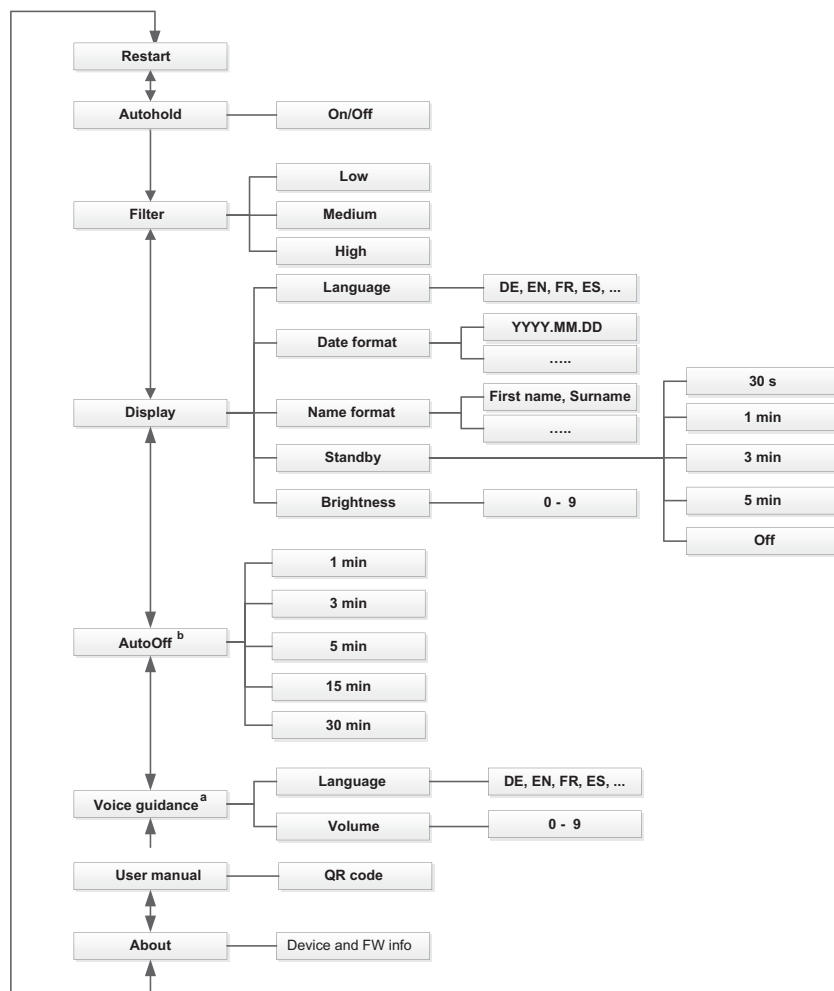 Restart
Autohold
On/Off
Filter
Low
Medium
High
Display
Language
DE, EN, FR, ES, ...
Date format
YYYY.MM.DD
.....
Name format
First name, Surname
.....
Standby
30 s
1 min
3 min
5 min
Off
Brightness
0 - 9
AutoOff b
1 min
3 min
5 min
15 min
30 min
Voice guidance a
Language
DE, EN, FR, ES, ...
Volume
0 - 9
User manual
QR code
About
Device and FW info